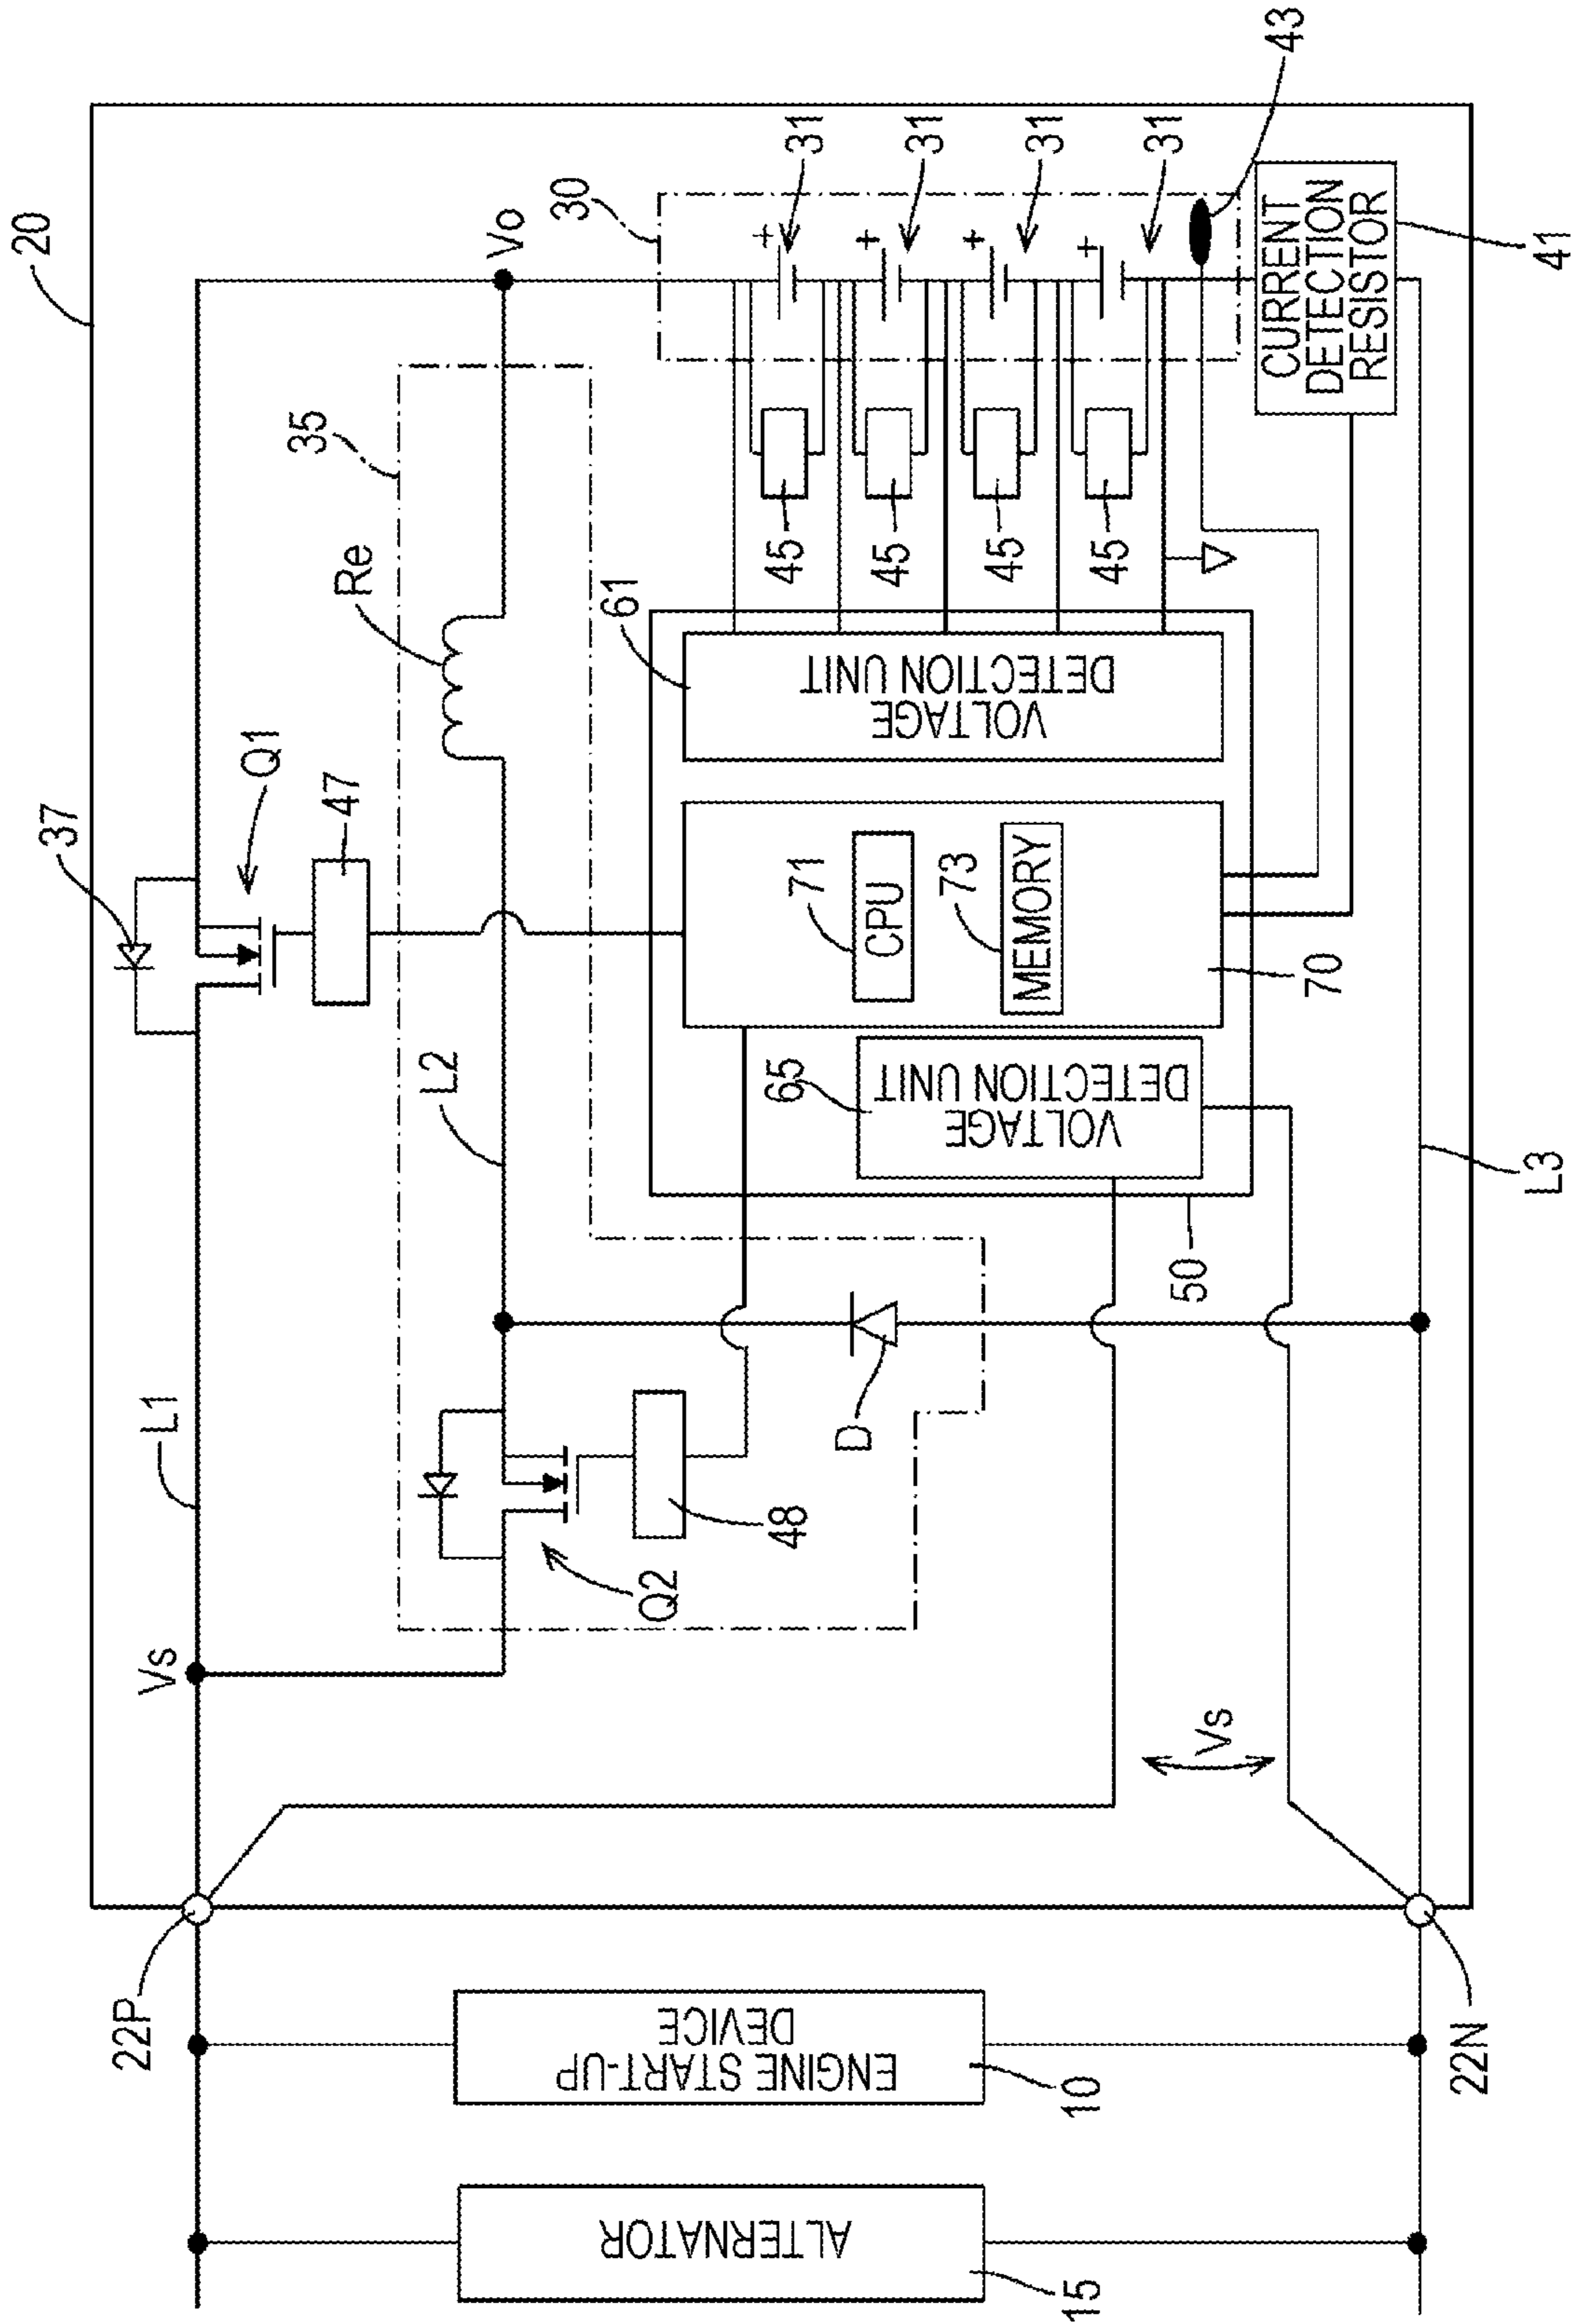 20
37
Q1
47
35
Re
L1
L2
Vs
Vo
30
31
31
31
31
+
+
+
+
43
45
45
45
45
61
VOLTAGE
DETECTION UNIT
71
CPU
73
MEMORY
70
65
VOLTAGE
DETECTION UNIT
50
CURRENT
DETECTION
RESISTOR
41
L3
D
48
Q2
Vs
22P
22N
ENGINE START-UP
DEVICE
10
ALTERNATOR
15